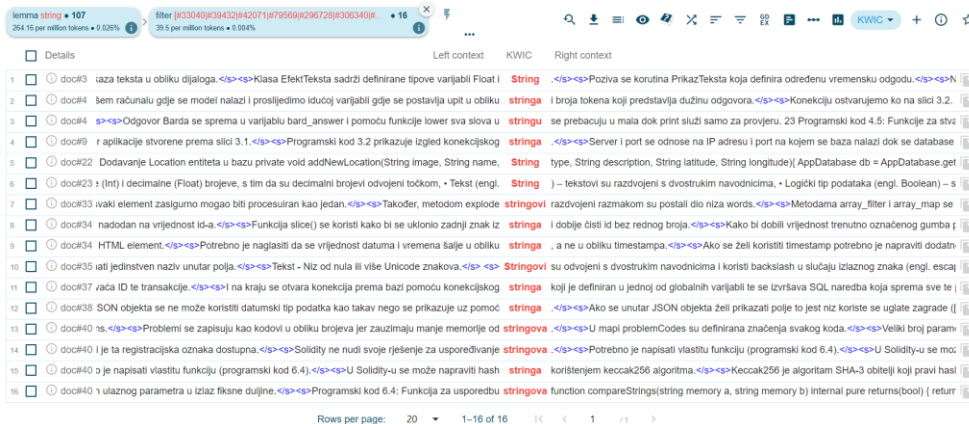 lemma string • 107
264.16 per million tokens • 0.026%
filter |#33040|#39432|#42071|#79569|#296728|#306340|#... • 16
39.5 per million tokens • 0.004%
KWIC
Details Left context KWIC Right context
1 doc#3 kaza teksta u obliku dijaloga.</s><s>Klasa EfektTeksta sadrži definirane tipove varijabli Float i String .</s><s>Poziva se korutina PrikazTeksta koja definira određenu vremensku odgodu.</s><s>N
2 doc#4 šem računalu gdje se model nalazi i proslijedimo idućoj varijabli gdje se postavlja upit u obliku stringa i broja tokena koji predstavlja dužinu odgovora.</s><s>Konekciju ostvarujemo ko na slici 3.2.
3 doc#4 s><s>Odgovor Barda se sprema u varijablu bard_answer i pomoću funkcije lower sva slova u stringu se prebacuju u mala dok print služi samo za provjeru. 23 Programski kod 4.5: Funkcije za stva
4 doc#9 r aplikacije stvorene prema slici 3.1.</s><s>Programski kod 3.2 prikazuje izgled konekcijskog stringa .</s><s>Server i port se odnose na IP adresu i port na kojem se baza nalazi dok se database
5 doc#22 Dodavanje Location entiteta u bazu private void addNewLocation(String image, String name, String type, String description, String latitude, String longitude){ AppDatabase db = AppDatabase.get
6 doc#23 : (Int) i decimalne (Float) brojeve, s tim da su decimalni brojevi odvojeni točkom, • Tekst (engl. String ) – tekstovi su razdvojeni s dvostrukim navodnicima, • Logički tip podataka (engl. Boolean) – s
7 doc#33 ivaki element zasigurno mogao biti procesuiran kao jedan.</s><s>Također, metodom explode stringovi razdvojeni razmakom su postali dio niza words.</s><s>Metodama array_filter i array_map se
8 doc#34 nadodan na vrijednost id-a.</s><s>Funkcija slice() se koristi kako bi se uklonio zadnji znak iz stringa i dobije čisti id bez rednog broja.</s><s>Kako bi dobili vrijednost trenutno označenog gumba p
9 doc#34 HTML element.</s><s>Potrebno je naglasiti da se vrijednost datuma i vremena šalje u obliku stringa , a ne u obliku timestampa.</s><s>Ako se želi koristiti timestamp potrebno je napraviti dodatn
10 doc#35 ati jedinstven naziv unutar polja.</s><s>Tekst - Niz od nula ili više Unicode znakova.</s> <s> Stringovi su odvojeni s dvostrukim navodnicima i koristi backslash u slučaju izlaznog znaka (engl. escap
11 doc#37 vaća ID te transakcije.</s><s>I na kraju se otvara konekcija prema bazi pomoću konekcijskog stringa koji je definiran u jednoj od globalnih varijabli te se izvršava SQL naredba koja sprema sve te p
12 doc#38 SON objekta se ne može koristiti datumski tip podatka kao takav nego se prikazuje uz pomoć stringa .</s><s>Ako se unutar JSON objekta želi prikazati polje to jest niz koriste se uglate zagrade ([
13 doc#40 ns.</s><s>Problemi se zapisuju kao kodovi u obliku brojeva jer zauzimaju manje memorije od stringova .</s><s>U mapi problemCodes su definirana značenja svakog koda.</s><s>Veliki broj param
14 doc#40 i je ta registracijska oznaka dostupna.</s><s>Solidity ne nudi svoje rješenje za uspoređivanje stringova .</s><s>Potrebno je napisati vlastitu funkciju (programski kod 6.4).</s><s>U Solidity-u se mož
15 doc#40 o je napisati vlastitu funkciju (programski kod 6.4).</s><s>U Solidity-u se može napraviti hash stringa korištenjem keccak256 algoritma.</s><s>Keccak256 je algoritam SHA-3 obitelji koji pravi hasl
16 doc#40 ulaznog parametra u izlaz fiksne duljine.</s><s>Programski kod 6.4: Funkcija za usporedbu stringova function compareStrings(string memory a, string memory b) internal pure returns(bool) { return
Rows per page: 20 1–16 of 16 1 / 1